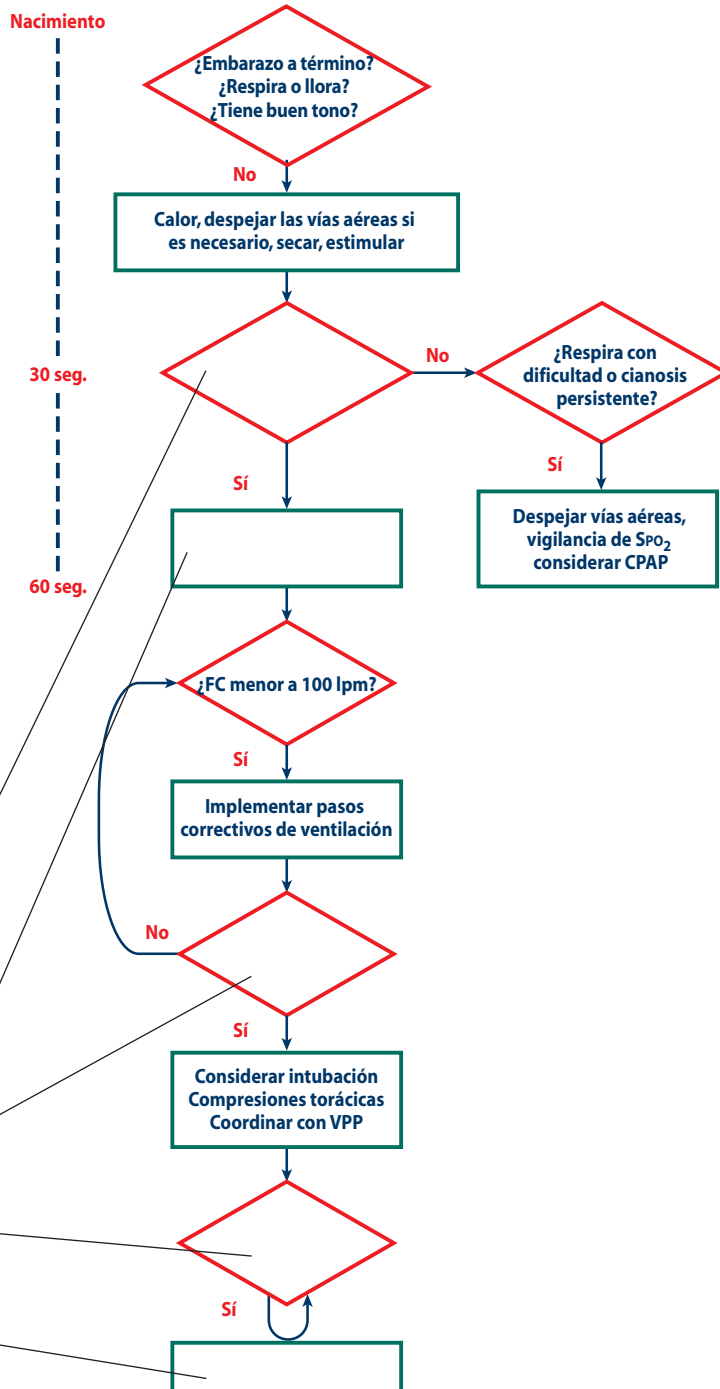 Nacimiento
¿Embarazo a término?
¿Respira o llora?
¿Tiene buen tono?
No
Calor, despejar las vías aéreas si
es necesario, secar, estimular
30 seg.
No
¿Respira con
dificultad o cianosis
persistente?
Sí
Sí
Despejar vías aéreas,
vigilancia de SPO2
considerar CPAP
60 seg.
¿FC menor a 100 lpm?
Sí
Implementar pasos
correctivos de ventilación
No
Sí
Considerar intubación
Compresiones torácicas
Coordinar con VPP
Sí